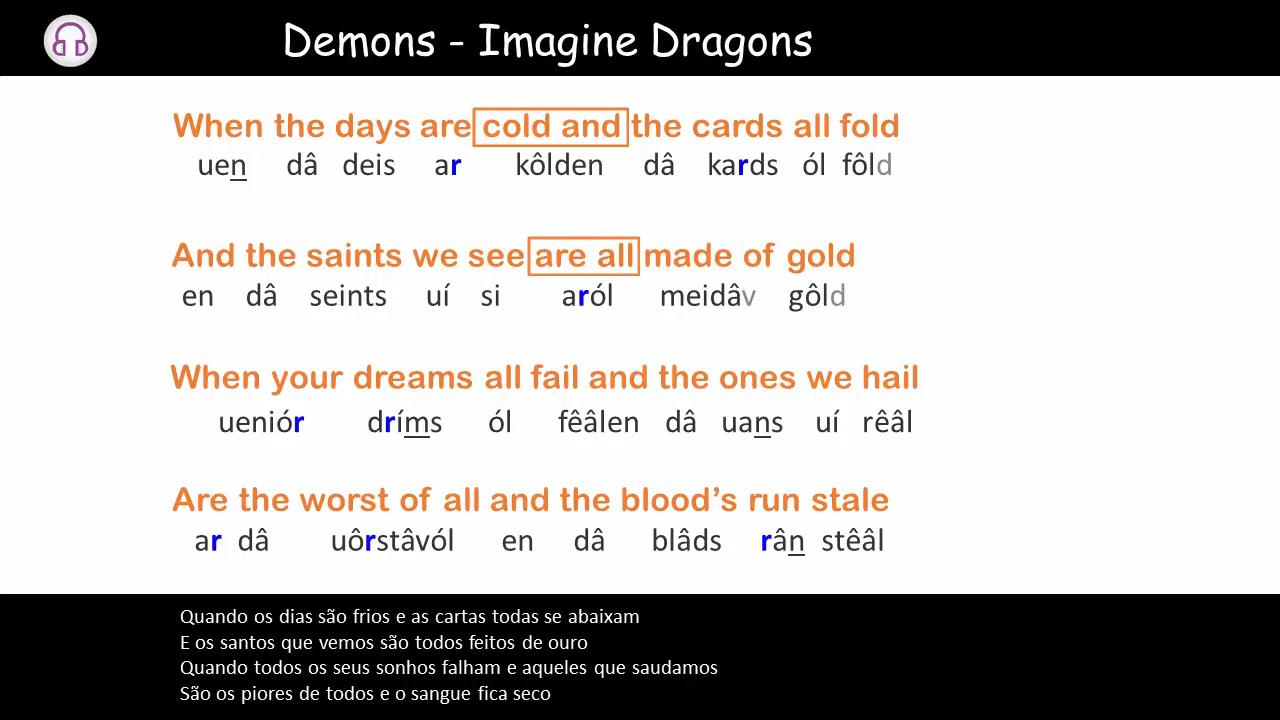 Demons - Imagine Dragons
When the days are cold and the cards all fold
uen dâ deis ar kôlden dâ kards ól fôld
And the saints we see are all made of gold
en dâ seints uí si aról meidâv gôld
When your dreams all fail and the ones we hail
ueniór dríms ól fêâlen dâ uans uí rêâl
Are the worst of all and the blood’s run stale
ar dâ uôrstâvól en dâ blâds rân stêâl
Quando os dias são frios e as cartas todas se abaixam
E os santos que vemos são todos feitos de ouro
Quando todos os seus sonhos falham e aqueles que saudamos
São os piores de todos e o sangue fica seco